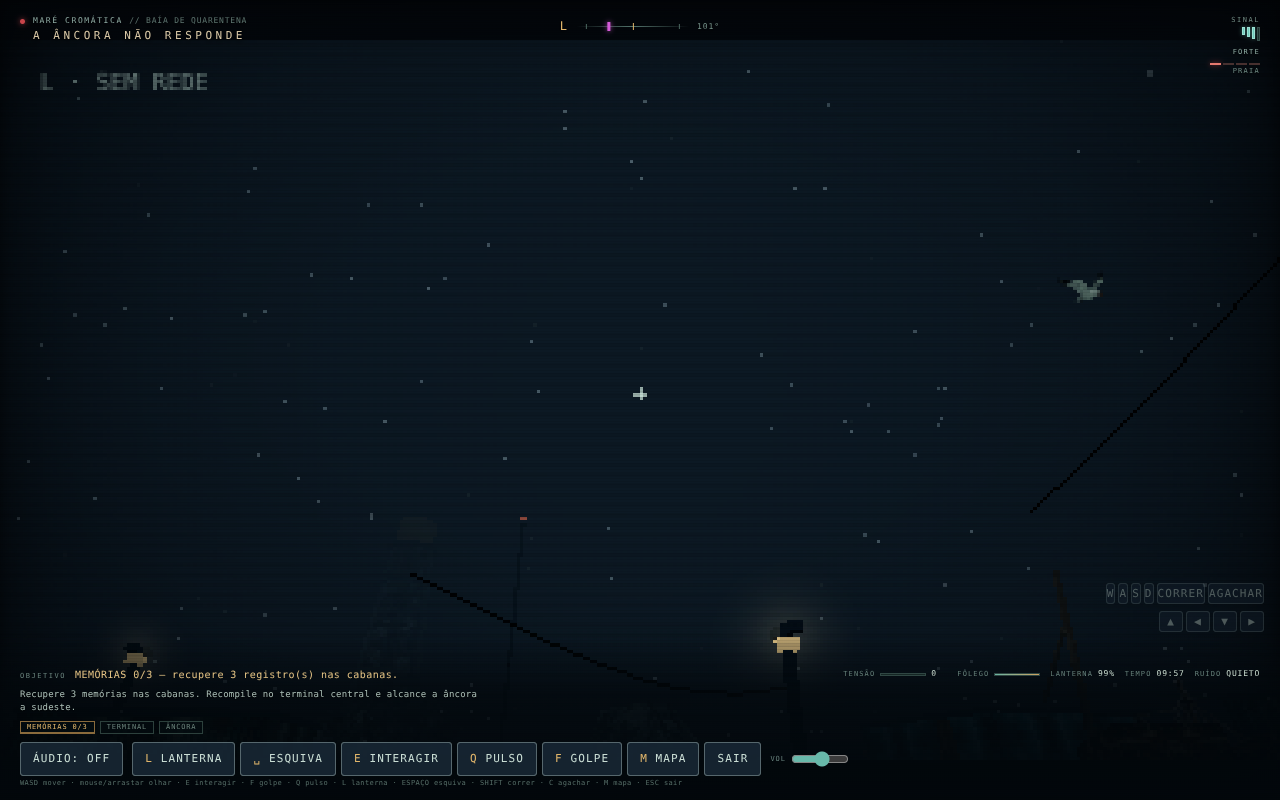 MARÉ CROMÁTICA // BAÍA DE QUARENTENA
A ÂNCORA NÃO RESPONDE
L 101°
SINAL
FORTE
PRAIA
L · SEM REDE
W A S D CORRER AGACHAR
▲ ◀ ▼ ▶
OBJETIVO MEMÓRIAS 0/3 — recupere 3 registro(s) nas cabanas.
TENSÃO 0 FÔLEGO LANTERNA 99% TEMPO 09:57 RUÍDO QUIETO
Recupere 3 memórias nas cabanas. Recompile no terminal central e alcance a âncora
a sudeste.
MEMÓRIAS 0/3 TERMINAL ÂNCORA
ÁUDIO: OFF L LANTERNA ␣ ESQUIVA E INTERAGIR Q PULSO F GOLPE M MAPA SAIR VOL
WASD mover · mouse/arrastar olhar · E interagir · F golpe · Q pulso · L lanterna · ESPAÇO esquiva · SHIFT correr · C agachar · M mapa · ESC sair